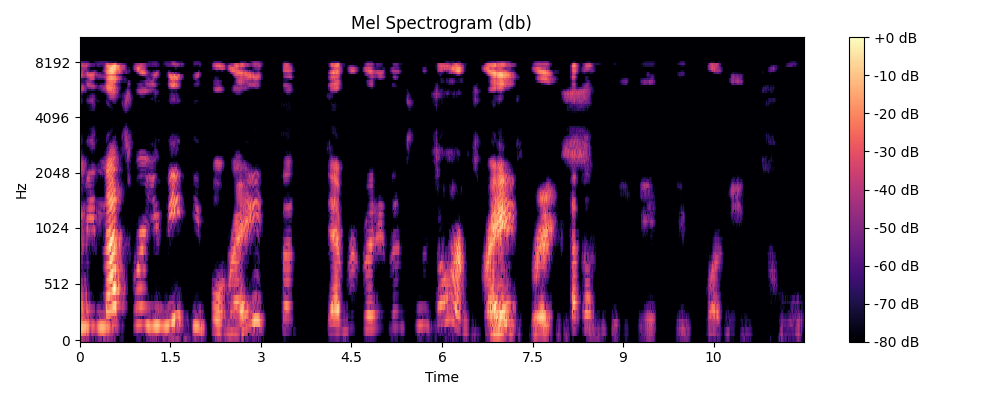 Mel Spectrogram (db)
8192
4096
2048
1024
512
0
Hz
0 1.5 3 4.5 6 7.5 9 10
Time
+0 dB
-10 dB
-20 dB
-30 dB
-40 dB
-50 dB
-60 dB
-70 dB
-80 dB